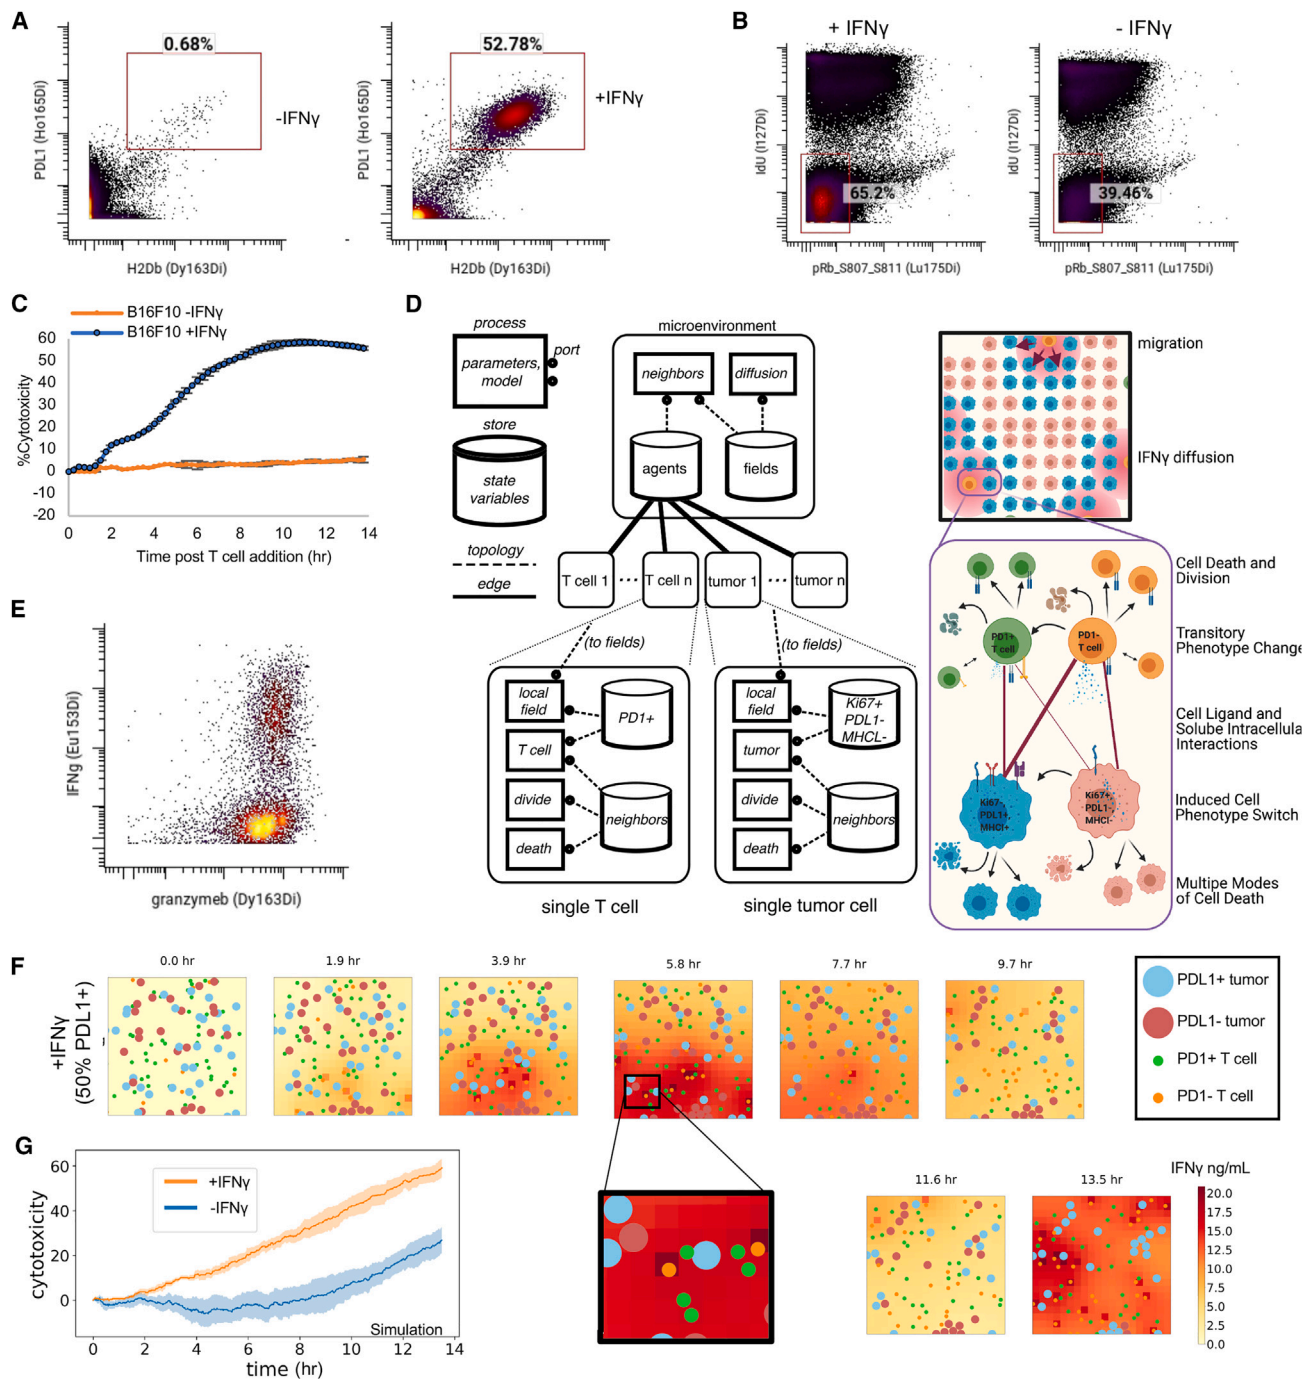 A
0.68%
PDL1 (Ho165Di)
H2Db (Dy163Di)
-IFNγ
52.78%
PDL1 (Ho165Di)
H2Db (Dy163Di)
+IFNγ
-
B
+ IFNγ
IdU (I127Di)
65.2%
pRb_S807_S811 (Lu175Di)
- IFNγ
IdU (I127Di)
39.46%
pRb_S807_S811 (Lu175Di)
C
B16F10 -IFNγ
B16F10 +IFNγ
%Cytotoxicity
60
50
40
30
20
10
0
-10
-20
0 2 4 6 8 10 12 14
Time post T cell addition (hr)
D
process
parameters,
model
port
store
state
variables
topology
edge
microenvironment
neighbors
diffusion
agents
fields
T cell 1
···
T cell n
tumor 1
···
tumor n
(to fields)
(to fields)
local
field
T cell
divide
death
PD1+
neighbors
single T cell
local
field
tumor
divide
death
Ki67+
PDL1-
MHCL-
neighbors
single tumor cell
migration
IFNγ diffusion
Cell Death and
Division
Transitory
Phenotype Change
Cell Ligand and
Solube Intracellula
Interactions
Induced Cell
Phenotype Switch
Multipe Modes
of Cell Death
PD1+
T cell
PD1-
T cell
Ki67-
PDL1+
MHCI+
Ki67+
PDL1-
MHCI-
E
IFNg (Eu153Di)
granzymeb (Dy163Di)
F
+IFNγ
(50% PDL1+)
0.0 hr
1.9 hr
3.9 hr
5.8 hr
7.7 hr
9.7 hr
PDL1+ tumor
PDL1- tumor
PD1+ T cell
PD1- T cell
11.6 hr
13.5 hr
IFNγ ng/mL
20.0
17.5
15.0
12.5
10.0
7.5
5.0
2.5
0.0
G
+IFNγ
-IFNγ
cytotoxicity
60
40
20
0
Simulation
0 2 4 6 8 10 12 14
time (hr)